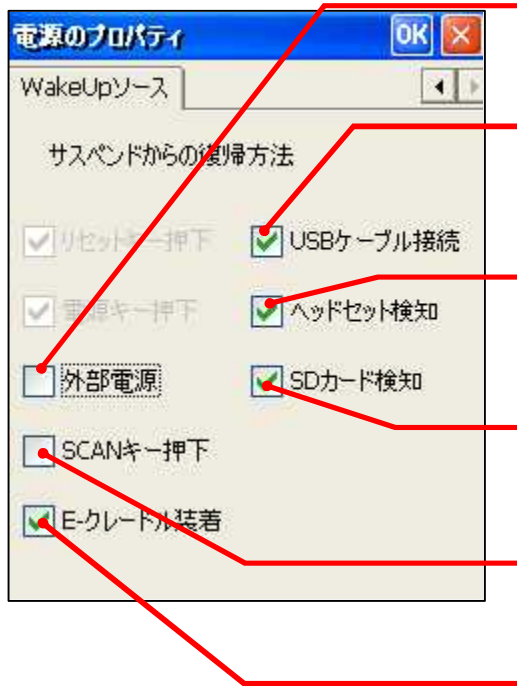 電源のプロパティ OK
WakeUpソース
サスペンドからの復帰方法
リセットキー押下 USBケーブル接続
電源キー押下 ヘッドセット検知
外部電源 SDカード検知
SCANキー押下
E-クレードル装着